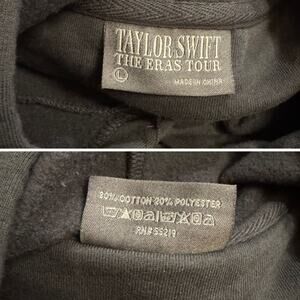 TAYLOR SWIFT
THE ERAS TOUR
L
MADE IN CHINA
80% COTTON 20% POLYESTER
RN# 55219